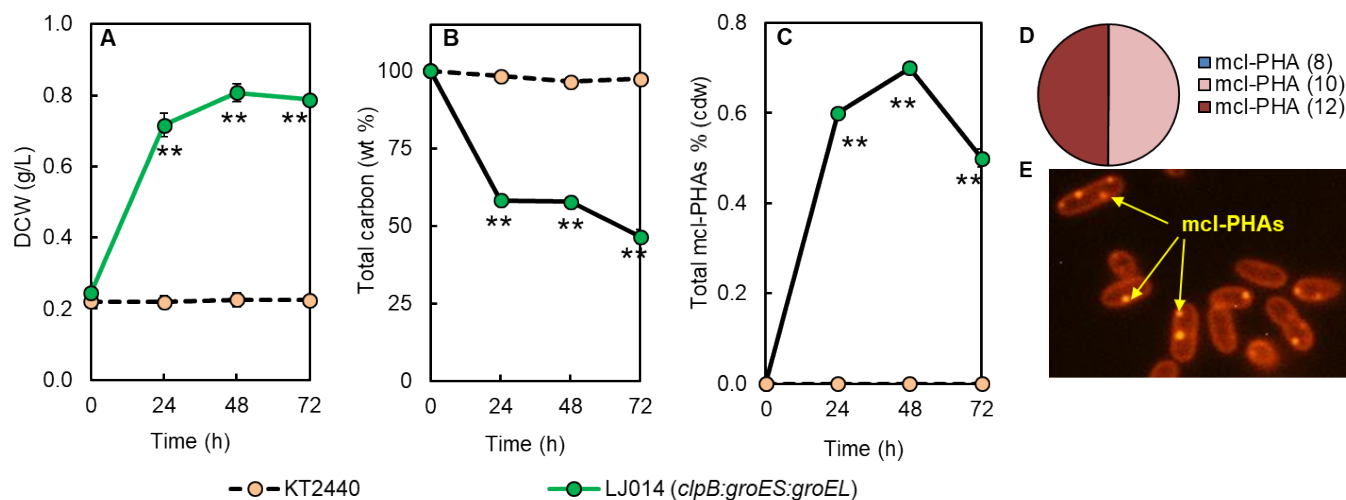 A
DCW (g/L)
1.0
0.8
0.6
0.4
0.2
0.0
0 24 48 72
Time (h)
**
**
**
B
Total carbon (wt %)
100
75
50
25
0
0 24 48 72
Time (h)
**
**
**
C
Total mcl-PHAs % (cdw)
0.8
0.6
0.4
0.2
0.0
0 24 48 72
Time (h)
**
**
**
D
mcl-PHA (8)
mcl-PHA (10)
mcl-PHA (12)
E
mcl-PHAs
KT2440
LJ014 (clpB:groES:groEL)